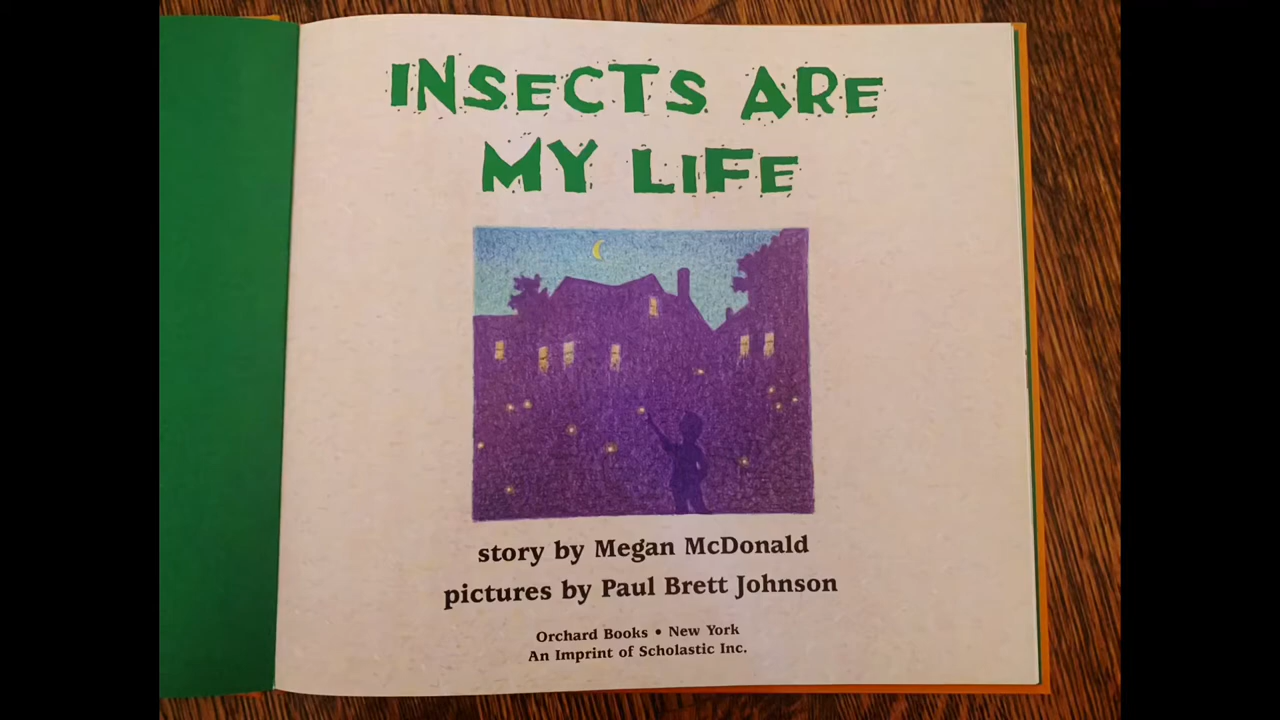 INSECTS ARE
MY LIFE
story by Megan McDonald
pictures by Paul Brett Johnson
Orchard Books • New York
An Imprint of Scholastic Inc.